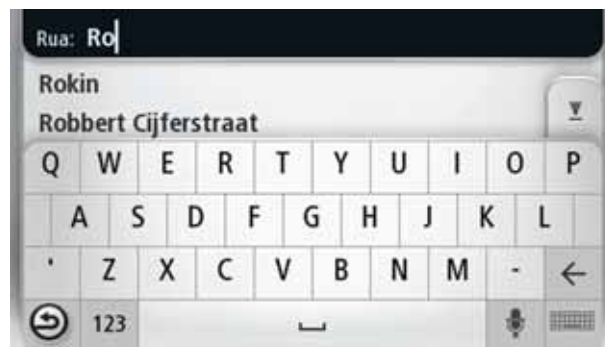 Rua: Ro
Rokin
Robbert Cijferstraat
Q W E R T Y U I O P
A S D F G H J K L
' Z X C V B N M -
123